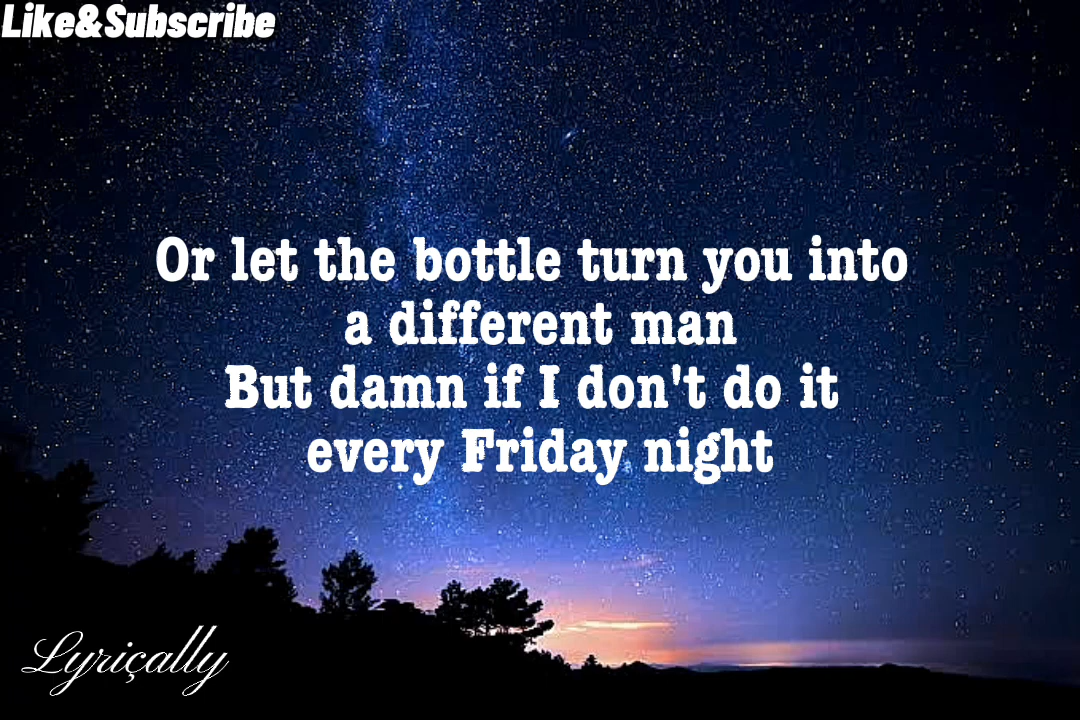 Like&Subscribe
Or let the bottle turn you into
a different man
But damn if I don't do it
every Friday night
Lyriçally